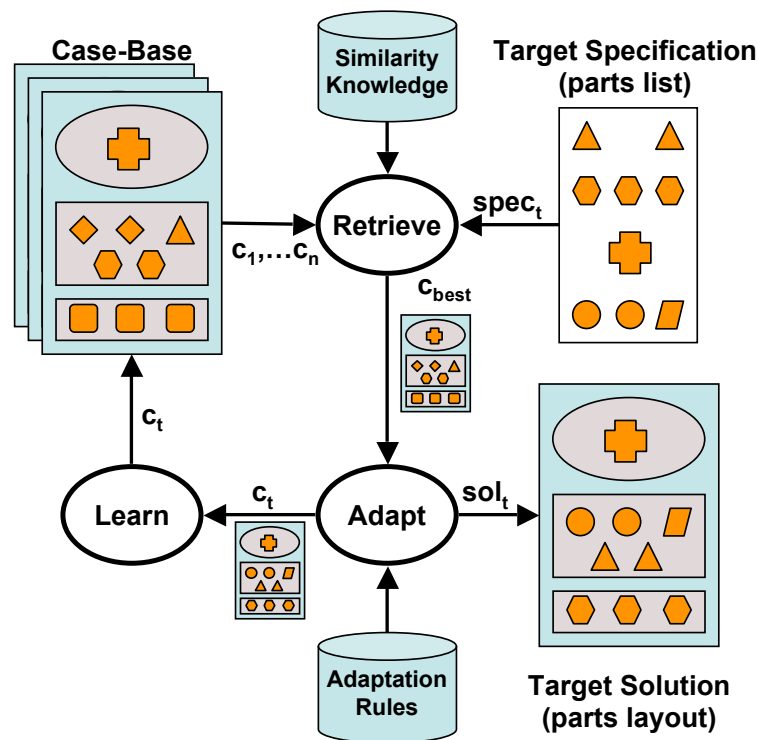 Case-Base
Similarity
Knowledge
Target Specification
(parts list)
Retrieve
spec_t
c_1,…c_n
c_best
c_t
Learn
c_t
Adapt
sol_t
Adaptation
Rules
Target Solution
(parts layout)